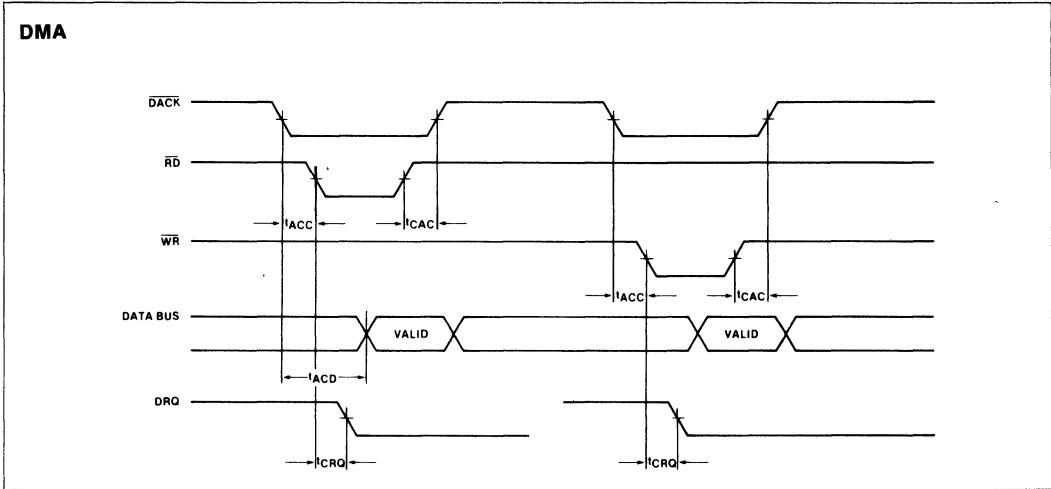 DMA
DACK
RD
tACC
tCAC
WR
tACC
tCAC
DATA BUS
VALID
VALID
tACD
DRQ
tCRQ
tCRQ